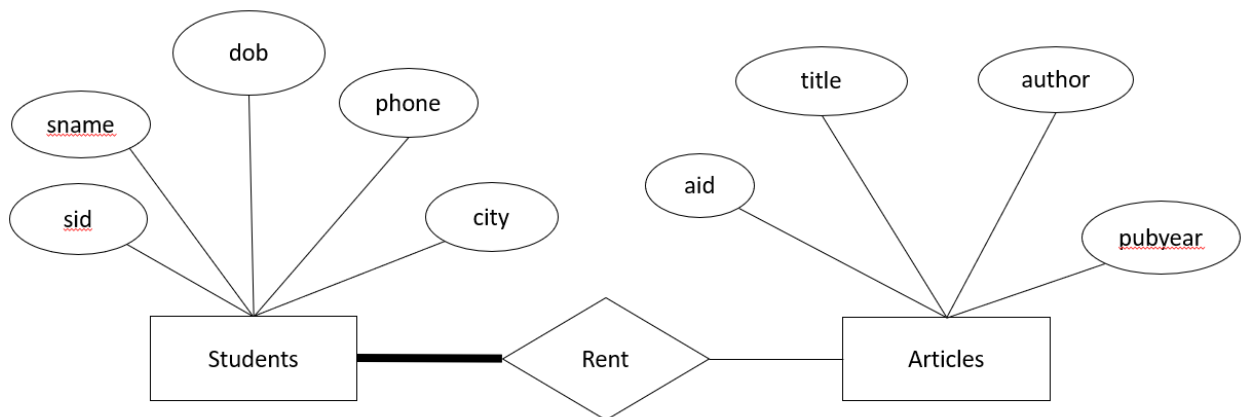 dob
title
author
phone
sname
aid
city
sid
pubyear
Students
Rent
Articles